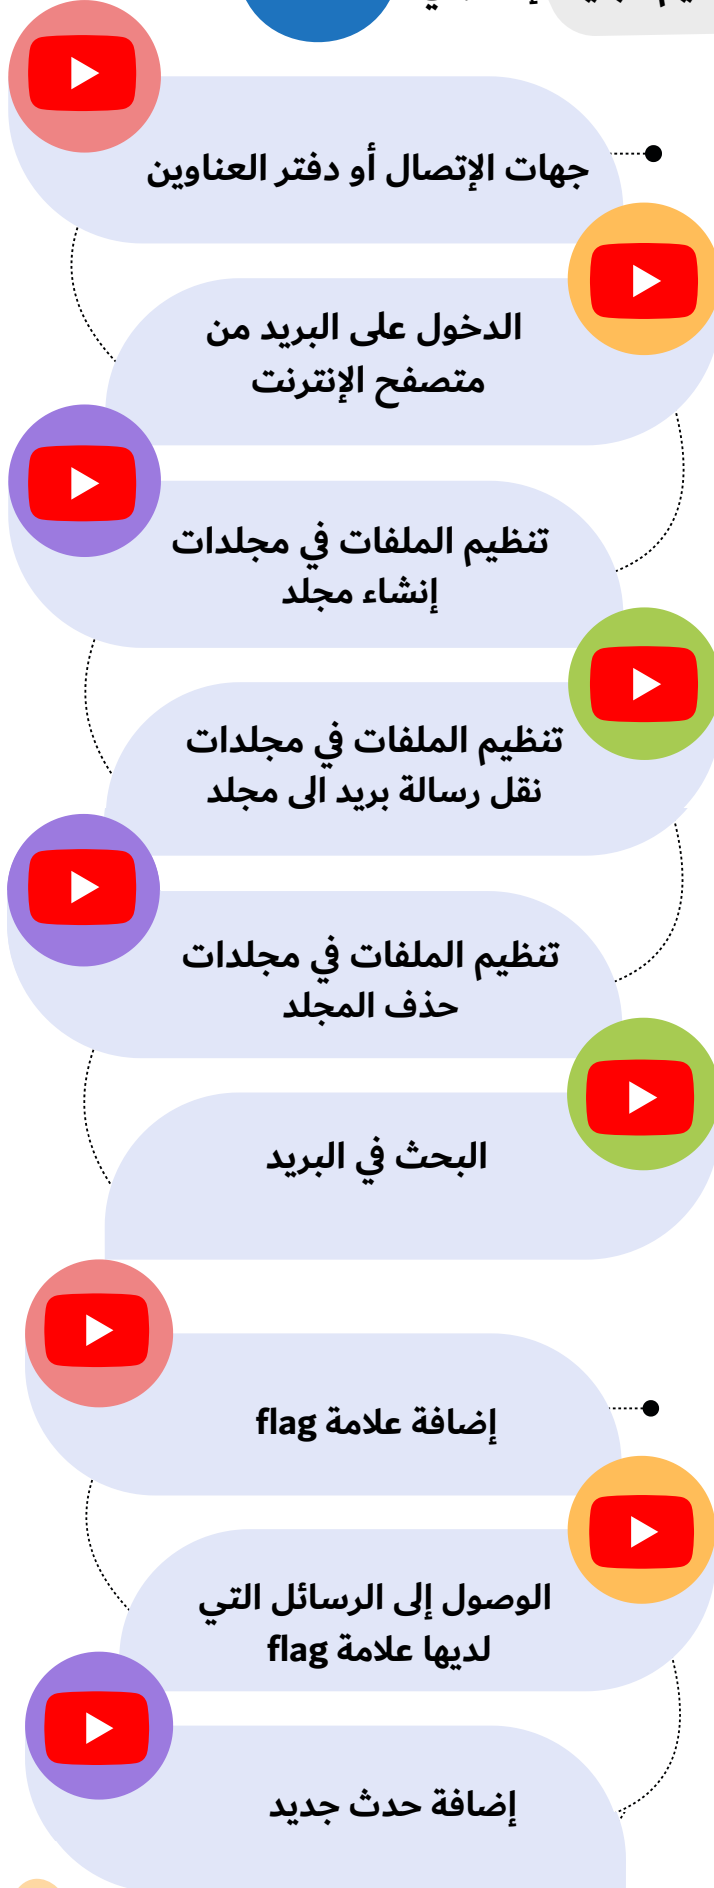 جهات الإتصال أو دفتر العناوين
الدخول على البريد من
متصفح الإنترنت
تنظيم الملفات في مجلدات
إنشاء مجلد
تنظيم الملفات في مجلدات
نقل رسالة بريد الى مجلد
تنظيم الملفات في مجلدات
حذف المجلد
البحث في البريد
إضافة علامة flag
الوصول إلى الرسائل التي
لديها علامة flag
إضافة حدث جديد